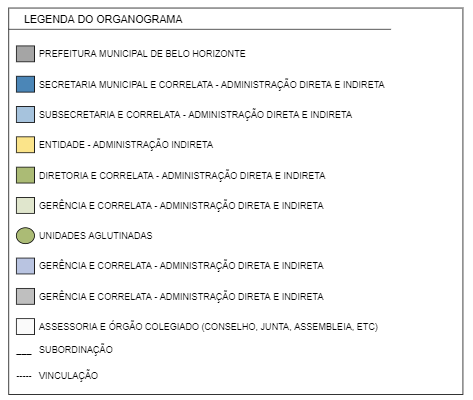 LEGENDA DO ORGANOGRAMA
PREFEITURA MUNICIPAL DE BELO HORIZONTE
SECRETARIA MUNICIPAL E CORRELATA - ADMINISTRAÇÃO DIRETA E INDIRETA
SUBSECRETARIA E CORRELATA - ADMINISTRAÇÃO DIRETA E INDIRETA
ENTIDADE - ADMINISTRAÇÃO INDIRETA
DIRETORIA E CORRELATA - ADMINISTRAÇÃO DIRETA E INDIRETA
GERÊNCIA E CORRELATA - ADMINISTRAÇÃO DIRETA E INDIRETA
UNIDADES AGLUTINADAS
GERÊNCIA E CORRELATA - ADMINISTRAÇÃO DIRETA E INDIRETA
GERÊNCIA E CORRELATA - ADMINISTRAÇÃO DIRETA E INDIRETA
ASSESSORIA E ÓRGÃO COLEGIADO (CONSELHO, JUNTA, ASSEMBLEIA, ETC)
SUBORDINAÇÃO
VINCULAÇÃO